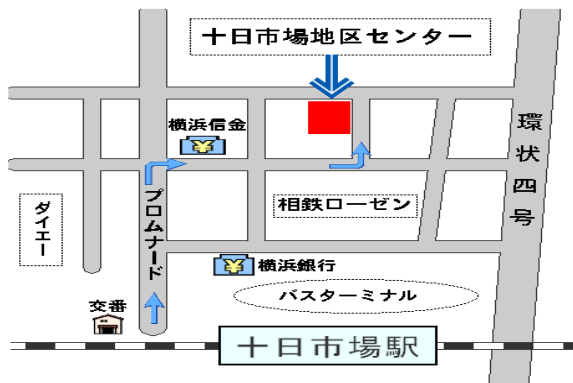 十日市場地区センター
横浜信金
¥
環状四号
プロムナード
ダイエー
相鉄ローゼン
¥
横浜銀行
バスターミナル
交番
十日市場駅